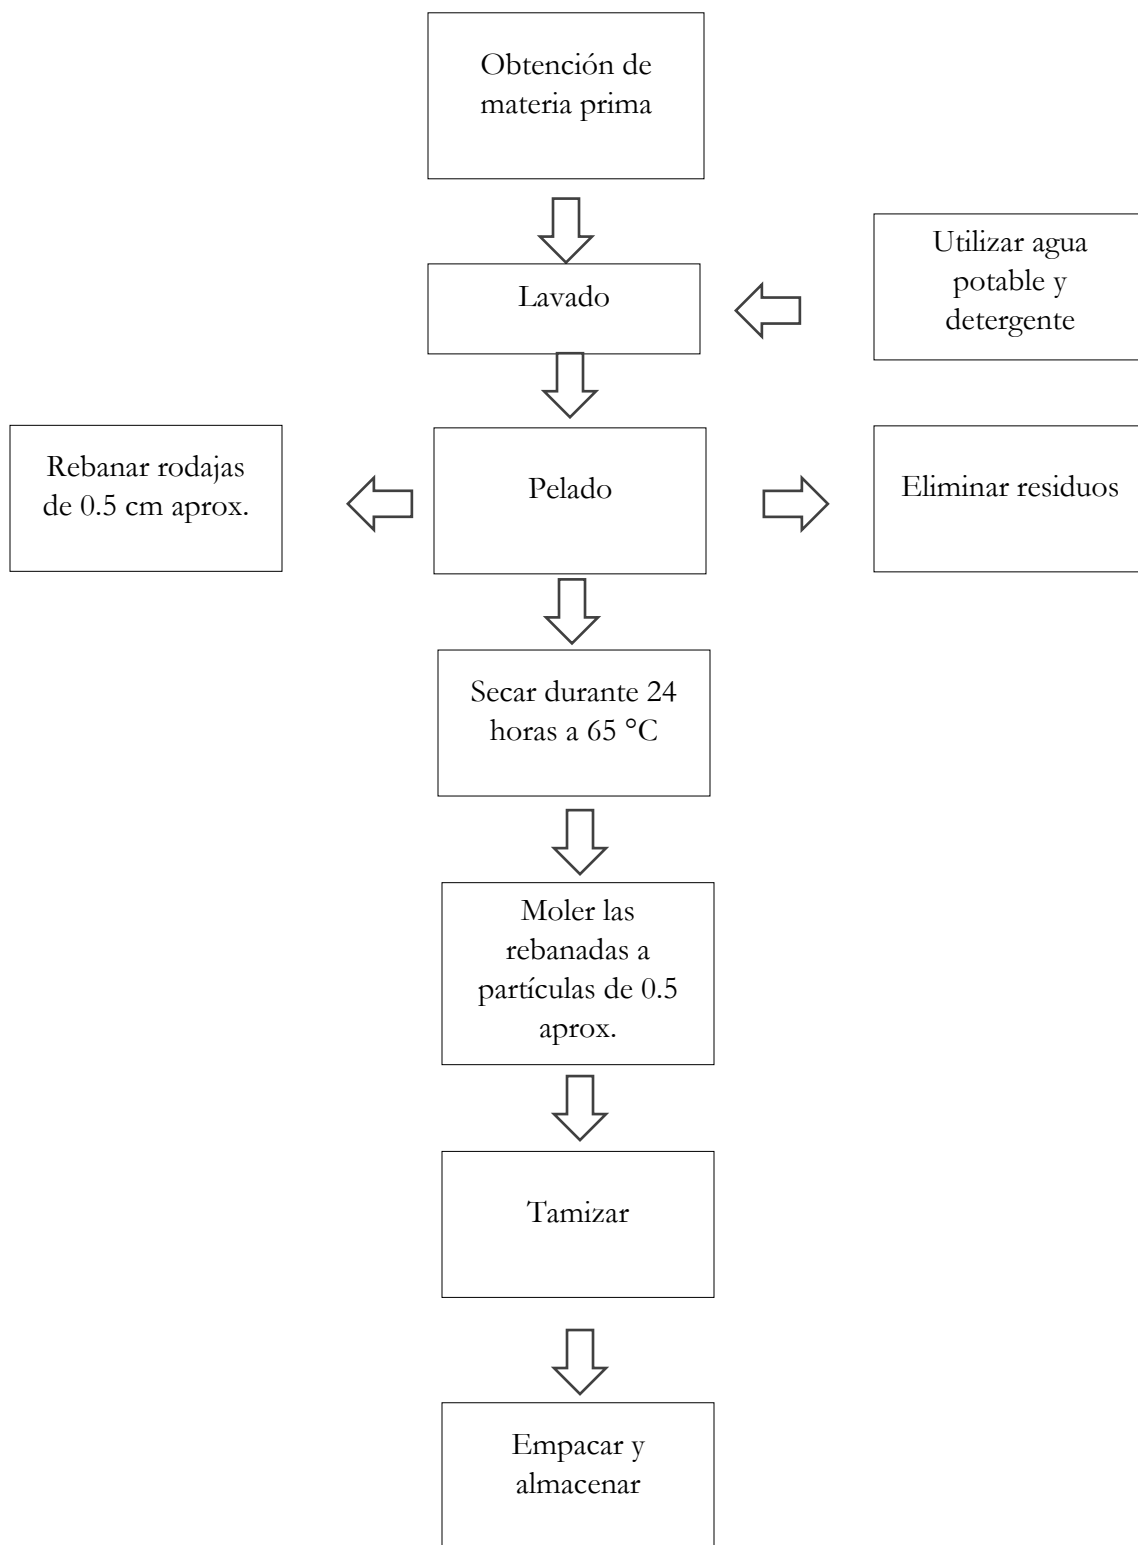 Obtención de
materia prima
Lavado
Utilizar agua
potable y
detergente
Rebanar rodajas
de 0.5 cm aprox.
Pelado
Eliminar residuos
Secar durante 24
horas a 65 °C
Moler las
rebanadas a
partículas de 0.5
aprox.
Tamizar
Empacar y
almacenar